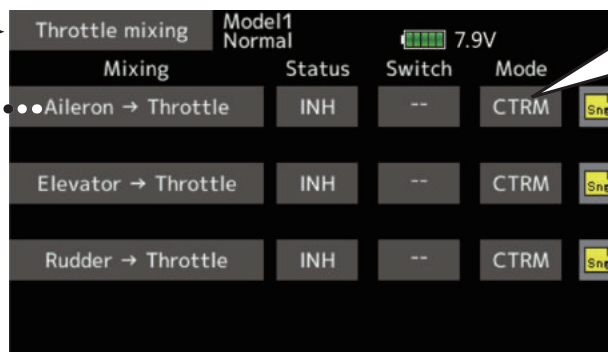 Throttle mixing Model1
Normal 7.9V
Mixing Status Switch Mode
Aileron → Throttle INH -- CTRM
Elevator → Throttle INH -- CTRM
Rudder → Throttle INH -- CTRM